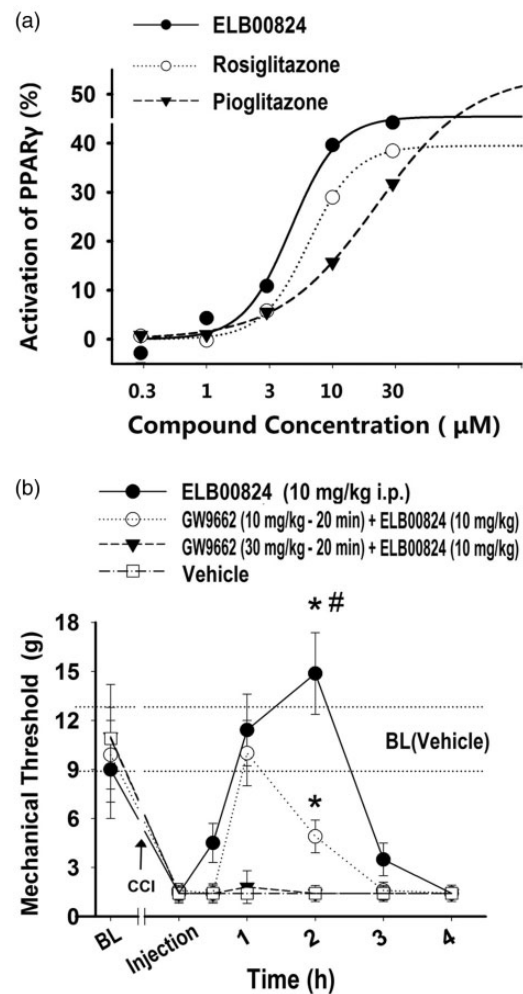 (a)
ELB00824
Rosiglitazone
Pioglitazone
Activation of PPARγ (%)
50
40
30
20
10
0
0.3 1 3 10 30
Compound Concentration ( μM)
(b)
ELB00824 (10 mg/kg i.p.)
GW9662 (10 mg/kg - 20 min) + ELB00824 (10 mg/kg)
GW9662 (30 mg/kg - 20 min) + ELB00824 (10 mg/kg)
Vehicle
Mechanical Threshold (g)
18
* #
15
12
BL(Vehicle)
9
6
*
3
CCI
0
BL Injection 1 2 3 4
Time (h)